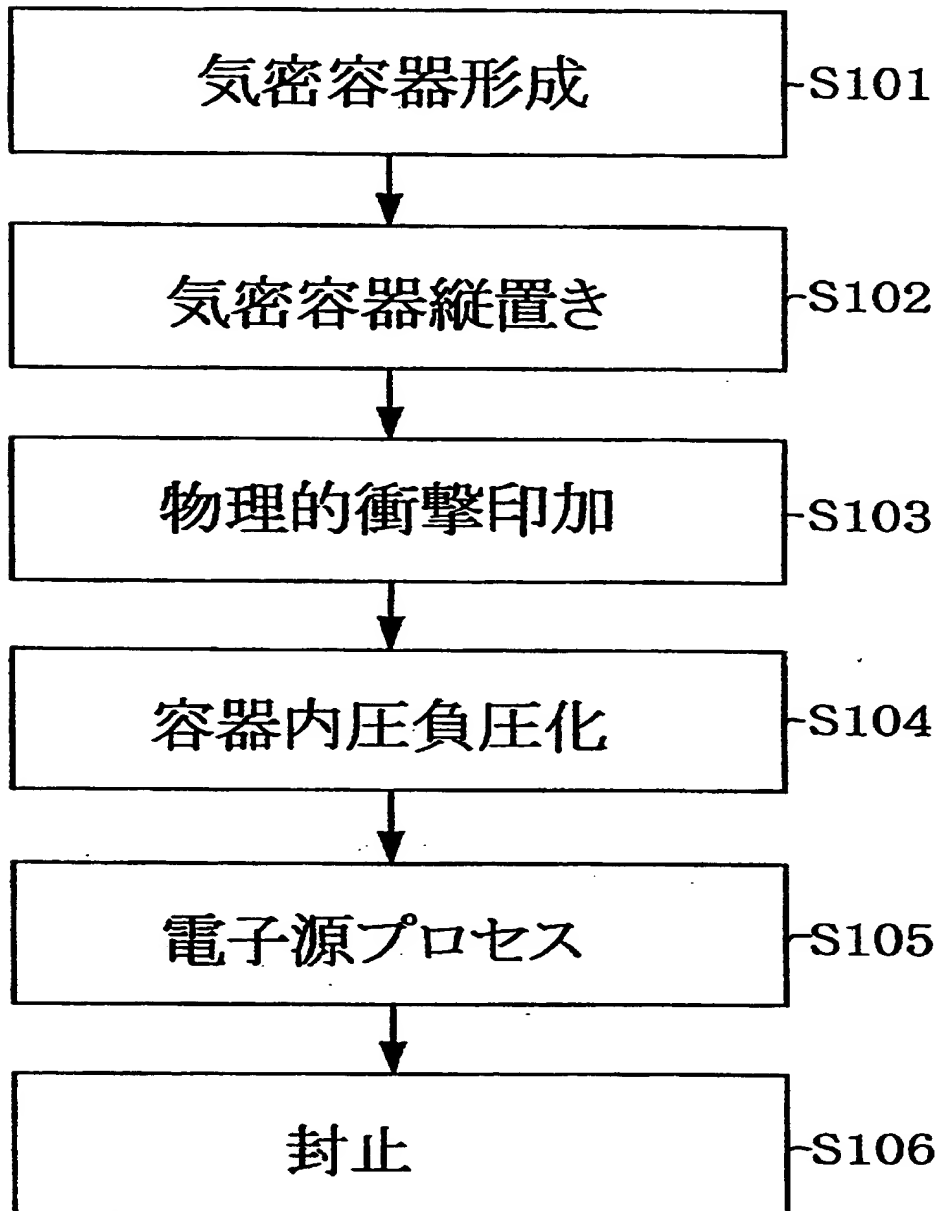 気密容器形成 S101
気密容器縦置き S102
物理的衝撃印加 S103
容器内圧負圧化 S104
電子源プロセス S105
封止 S106